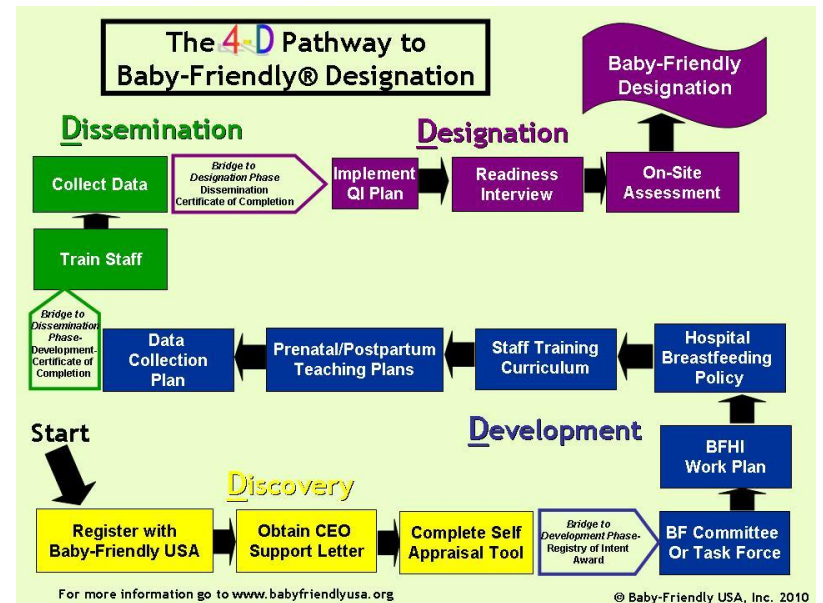 The 4-D Pathway to
Baby-Friendly® Designation
Baby-Friendly
Designation
Dissemination
Designation
Collect Data
Bridge to
Designation Phase
Dissemination
Certificate of Completion
Implement
QI Plan
Readiness
Interview
On-Site
Assessment
Train Staff
Bridge to
Dissemination
Phase-
Development-
Certificate of
Completion
Data
Collection
Plan
Prenatal/Postpartum
Teaching Plans
Staff Training
Curriculum
Hospital
Breastfeeding
Policy
Start
Development
BFHI
Work Plan
Discovery
Register with
Baby-Friendly USA
Obtain CEO
Support Letter
Complete Self
Appraisal Tool
Bridge to
Development Phase-
Registry of Intent
Award
BF Committee
Or Task Force
For more information go to www.babyfriendlyusa.org
© Baby-Friendly USA, Inc. 2010